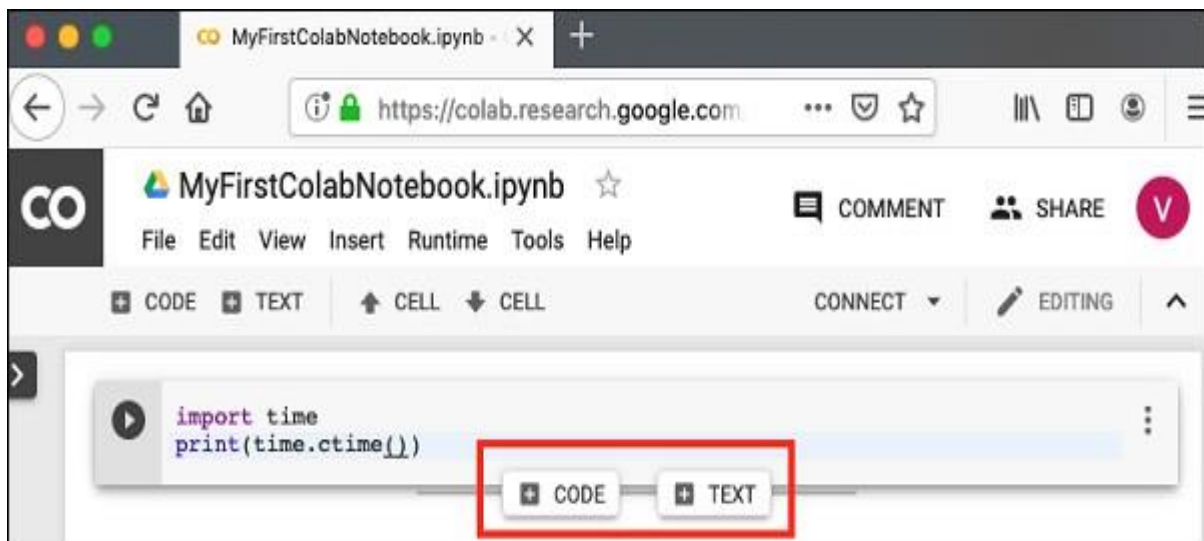 CO MyFirstColabNotebook.ipynb -
https://colab.research.google.com
CO MyFirstColabNotebook.ipynb
COMMENT SHARE V
File Edit View Insert Runtime Tools Help
CODE TEXT CELL CELL CONNECT EDITING
import time
print(time.ctime())
CODE TEXT